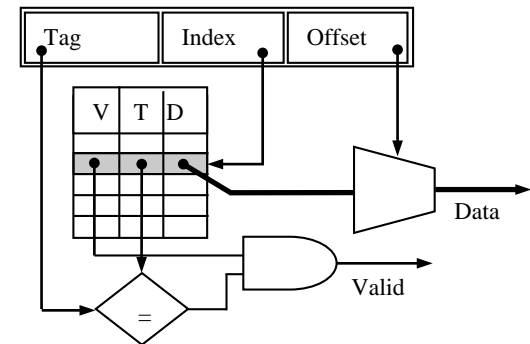 Tag Index Offset
V T D
Data
Valid
=